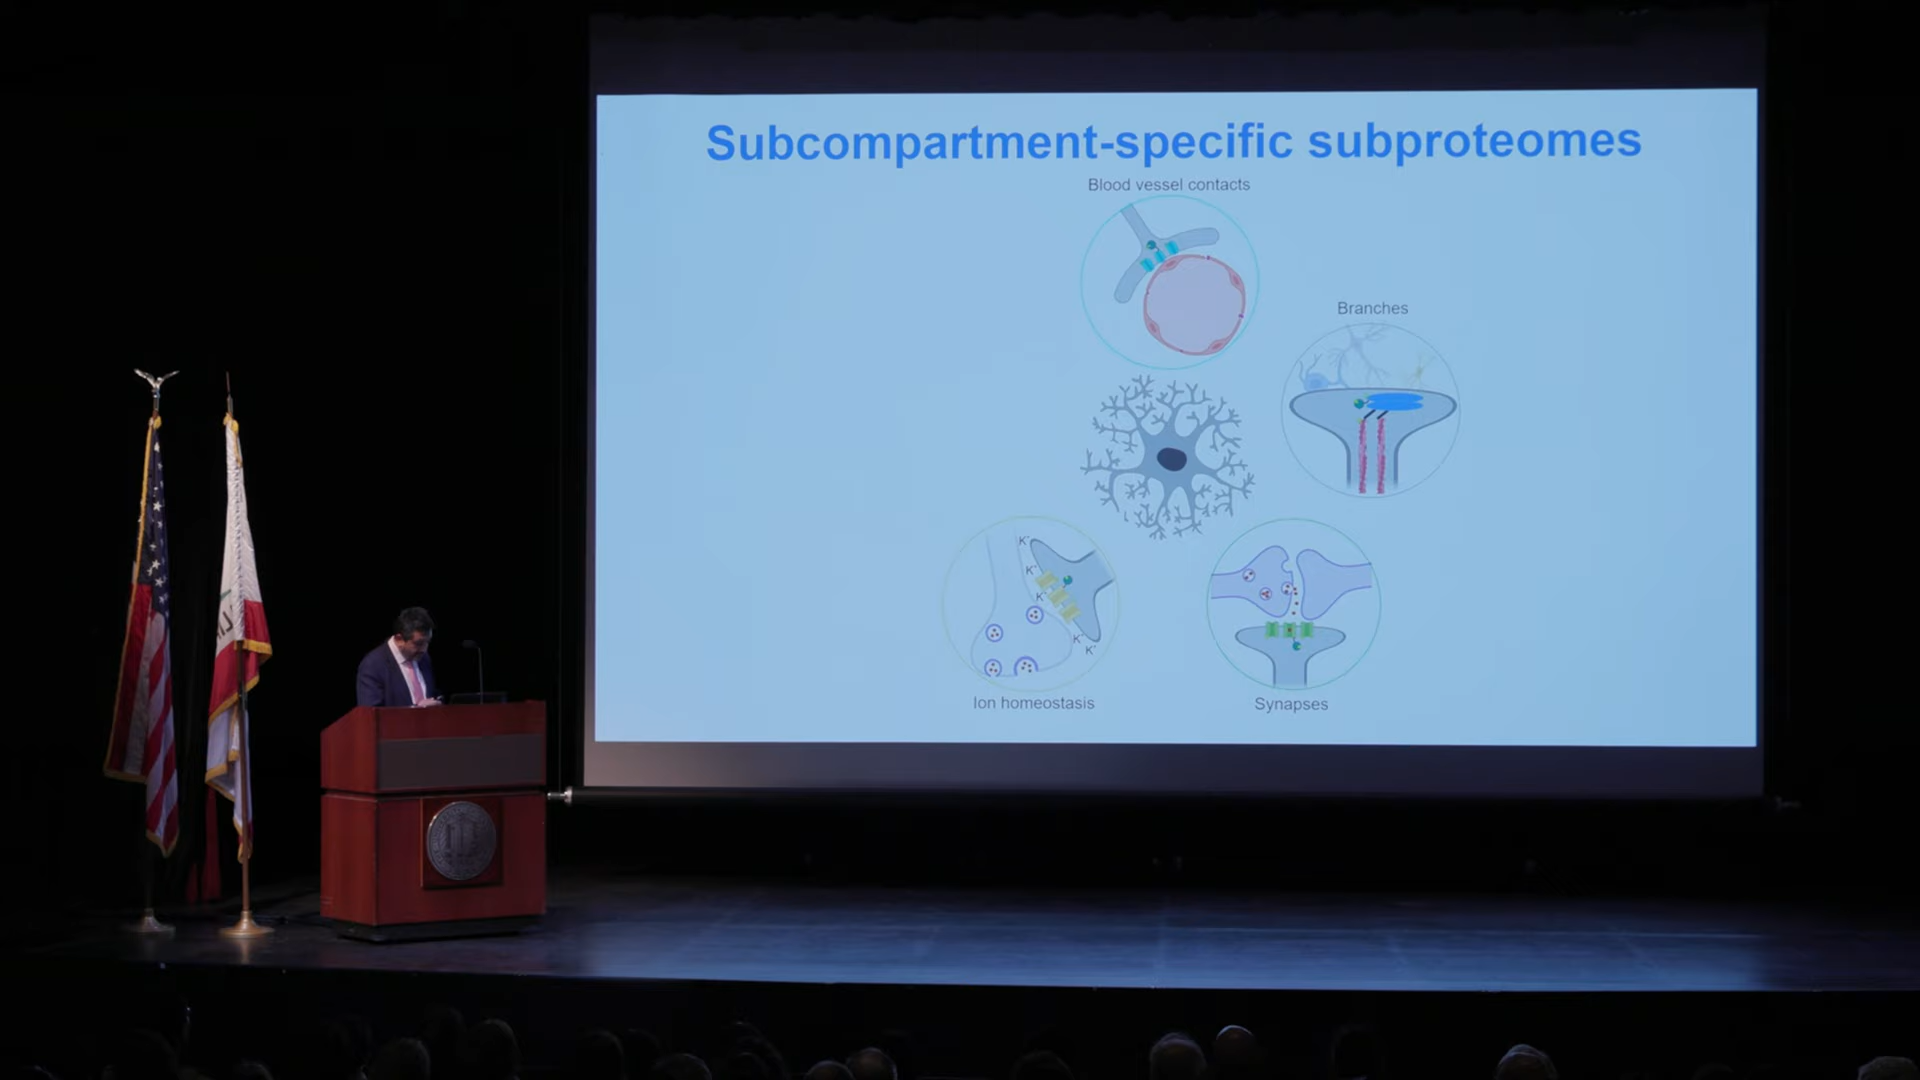 Subcompartment-specific subproteomes
Blood vessel contacts
Branches
K⁺
K⁺
K⁺
K⁺
K⁺
Ion homeostasis
Synapses